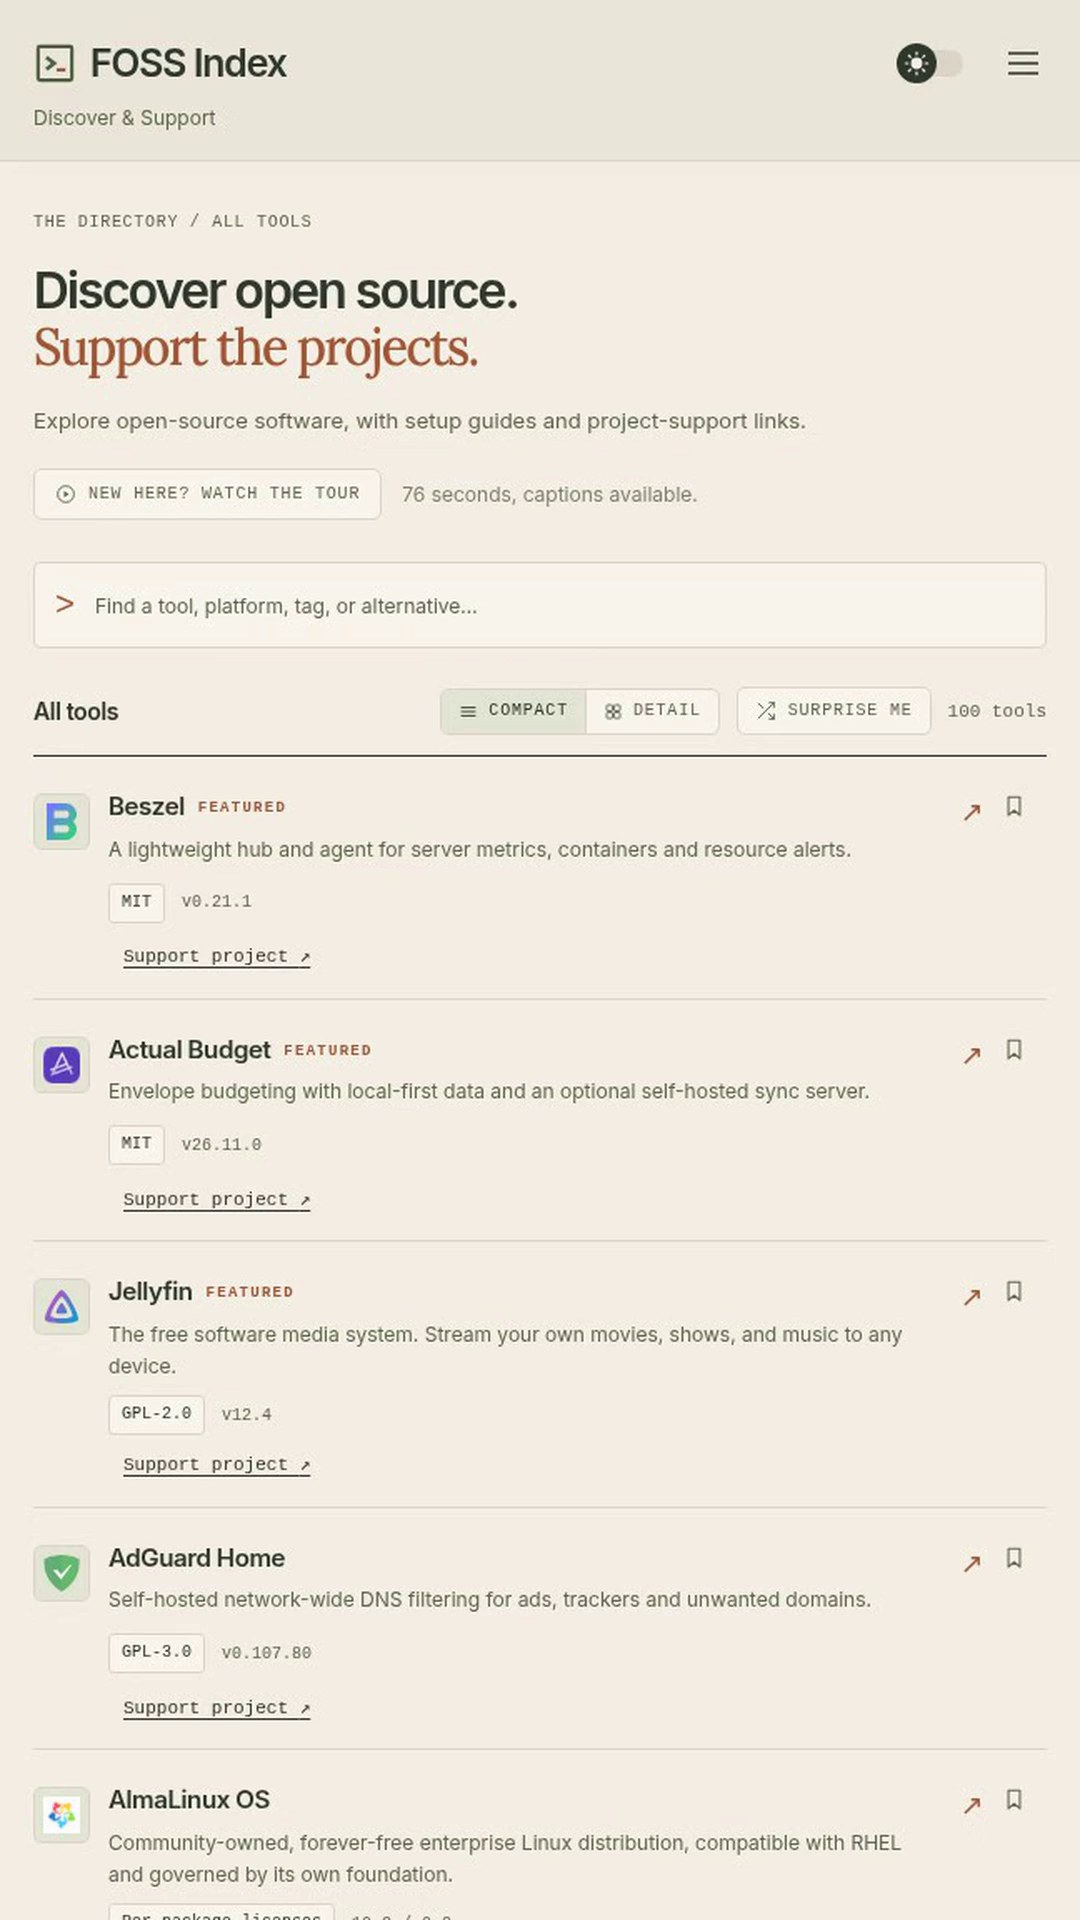 FOSS Index
Discover & Support
THE DIRECTORY / ALL TOOLS
Discover open source.
Support the projects.
Explore open-source software, with setup guides and project-support links.
NEW HERE? WATCH THE TOUR 76 seconds, captions available.
> Find a tool, platform, tag, or alternative...
All tools COMPACT DETAIL SURPRISE ME 100 tools
Beszel FEATURED
A lightweight hub and agent for server metrics, containers and resource alerts.
MIT v0.21.1
Support project ↗
Actual Budget FEATURED
Envelope budgeting with local-first data and an optional self-hosted sync server.
MIT v26.11.0
Support project ↗
Jellyfin FEATURED
The free software media system. Stream your own movies, shows, and music to any
device.
GPL-2.0 v12.4
Support project ↗
AdGuard Home
Self-hosted network-wide DNS filtering for ads, trackers and unwanted domains.
GPL-3.0 v0.107.80
Support project ↗
AlmaLinux OS
Community-owned, forever-free enterprise Linux distribution, compatible with RHEL
and governed by its own foundation.
Per-package licenses